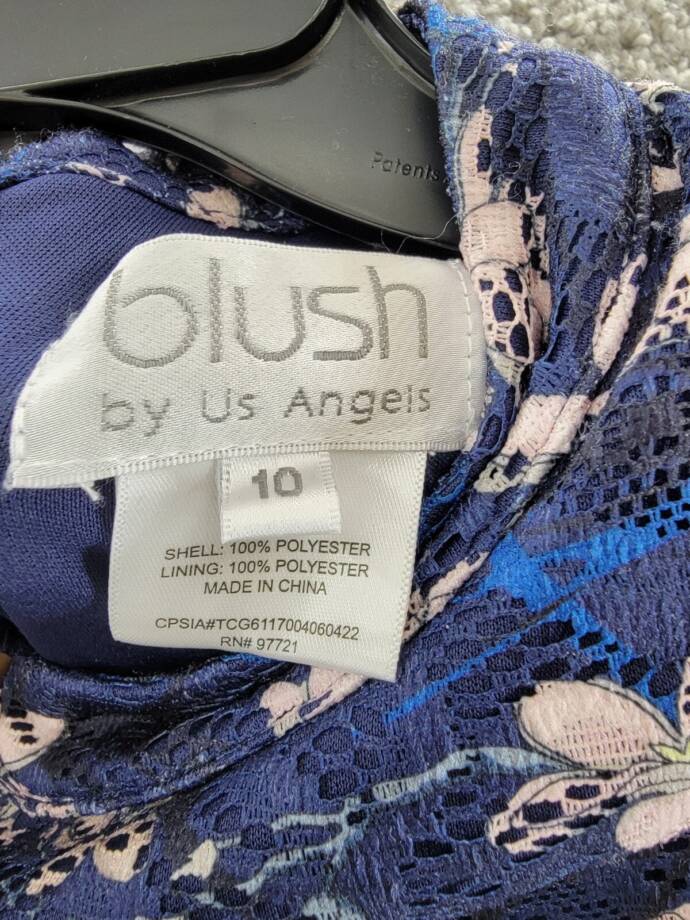 Patents
blush
by Us Angels
10
SHELL: 100% POLYESTER
LINING: 100% POLYESTER
MADE IN CHINA
CPSIA#TCG6117004060422
RN# 97721